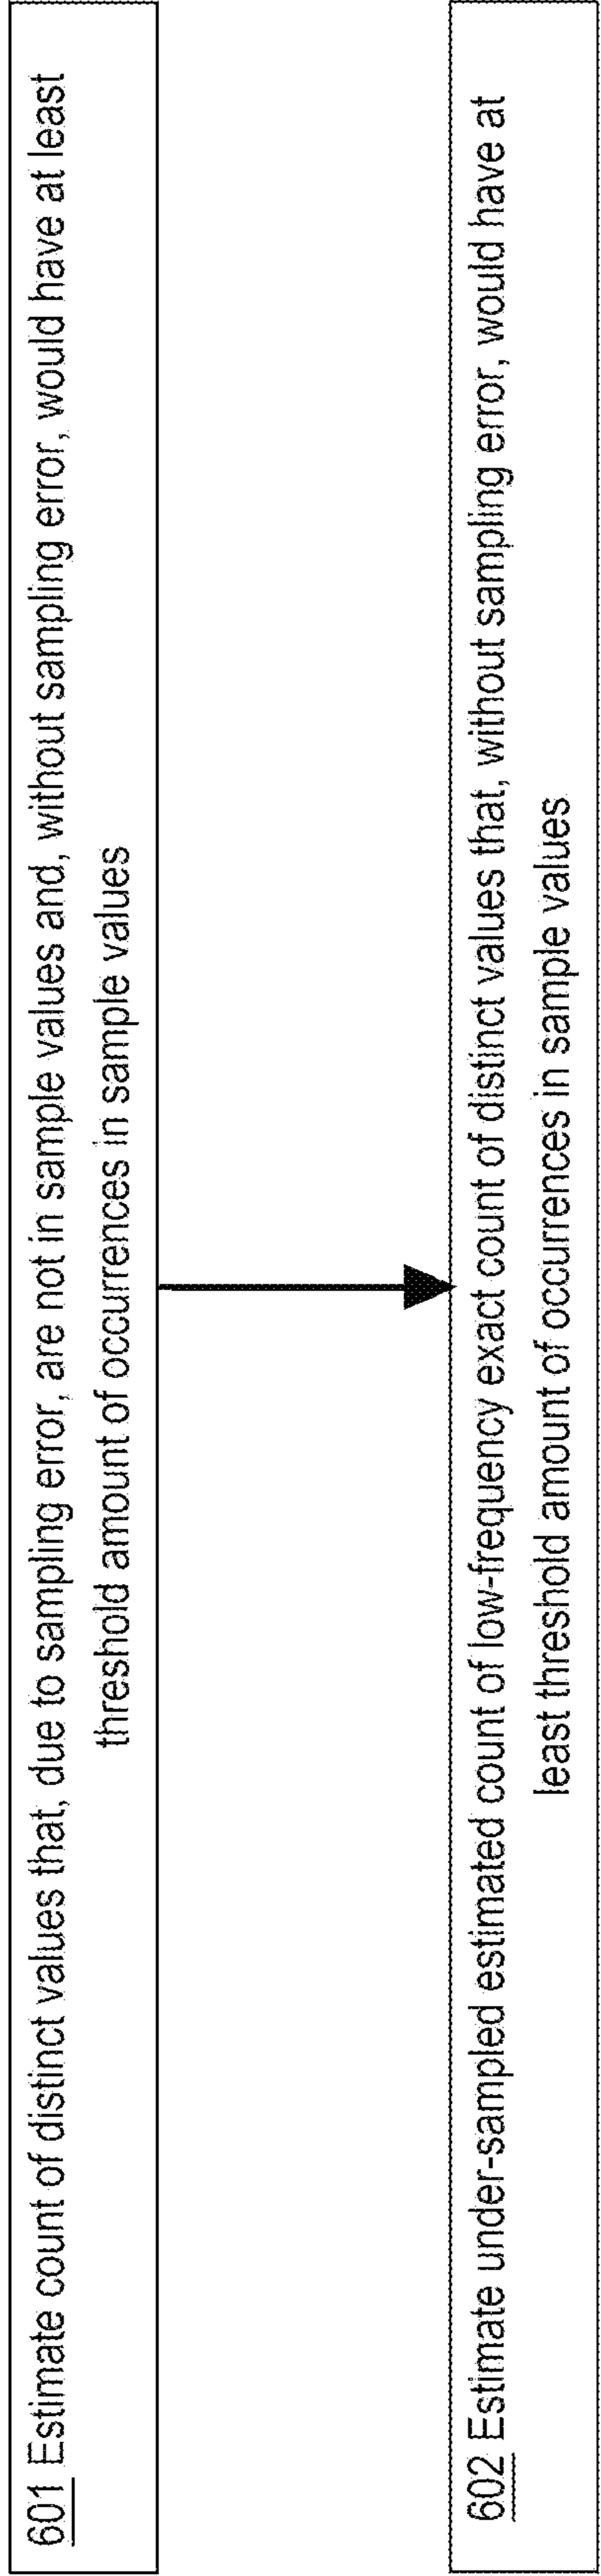 601 Estimate count of distinct values that, due to sampling error, are not in sample values and, without sampling error, would have at least
threshold amount of occurrences in sample values
602 Estimate under-sampled estimated count of low-frequency exact count of distinct values that, without sampling error, would have at
least threshold amount of occurrences in sample values